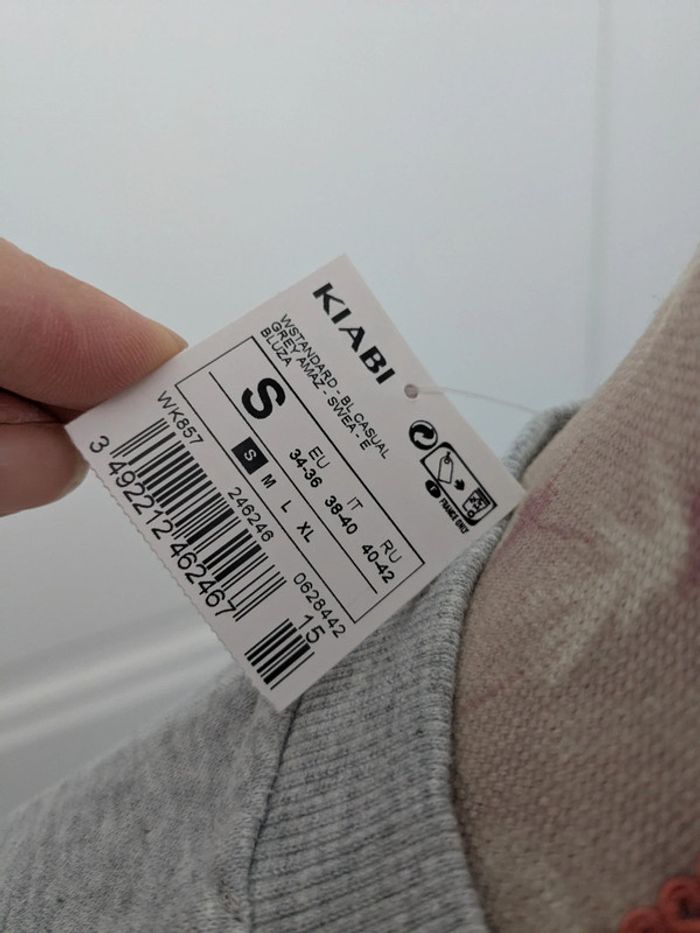 KIABI
WSTANDARD - BL CASUAL
GREY AMAZ - SWEA - E
BLUZA
S
EU IT RU
34-36 38-40 40-42
S M L XL
FRANCE ONLY
WK857 246246 0628442
3 492212 462467 15